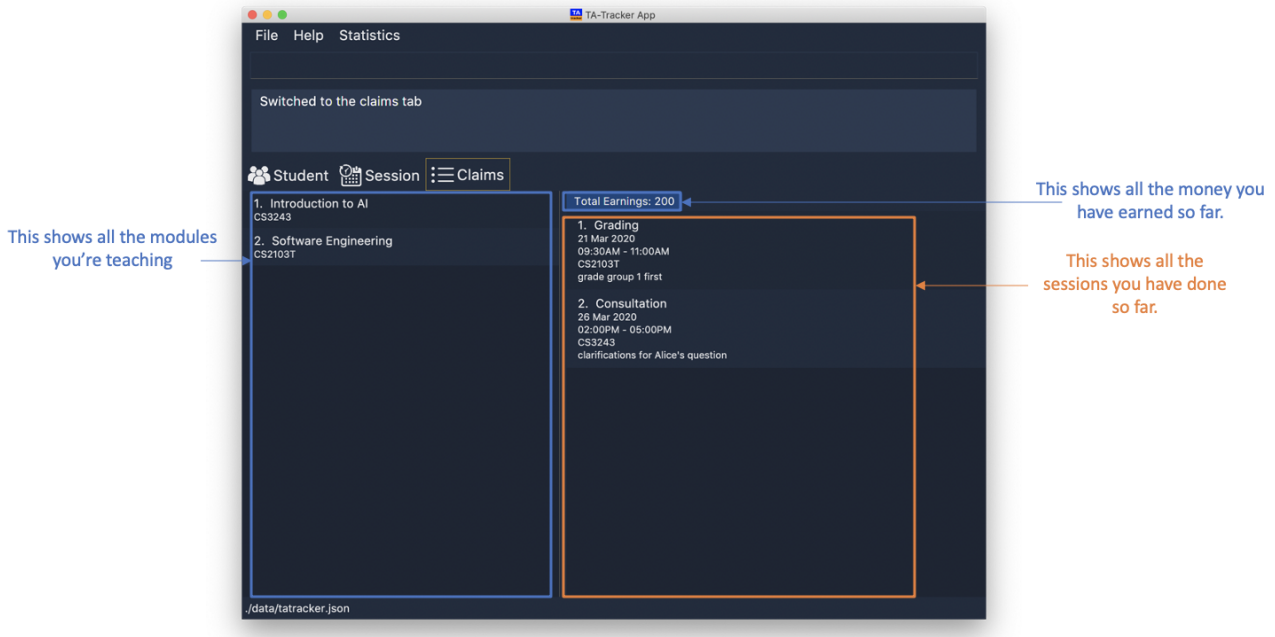 TA-Tracker App
File Help Statistics
Switched to the claims tab
Student Session Claims
1. Introduction to AI
CS3243
2. Software Engineering
CS2103T
Total Earnings: 200
1. Grading
21 Mar 2020
09:30AM - 11:00AM
CS2103T
grade group 1 first
2. Consultation
26 Mar 2020
02:00PM - 05:00PM
CS3243
clarifications for Alice's question
./data/tatracker.json
This shows all the modules
you're teaching
This shows all the money you
have earned so far.
This shows all the
sessions you have done
so far.